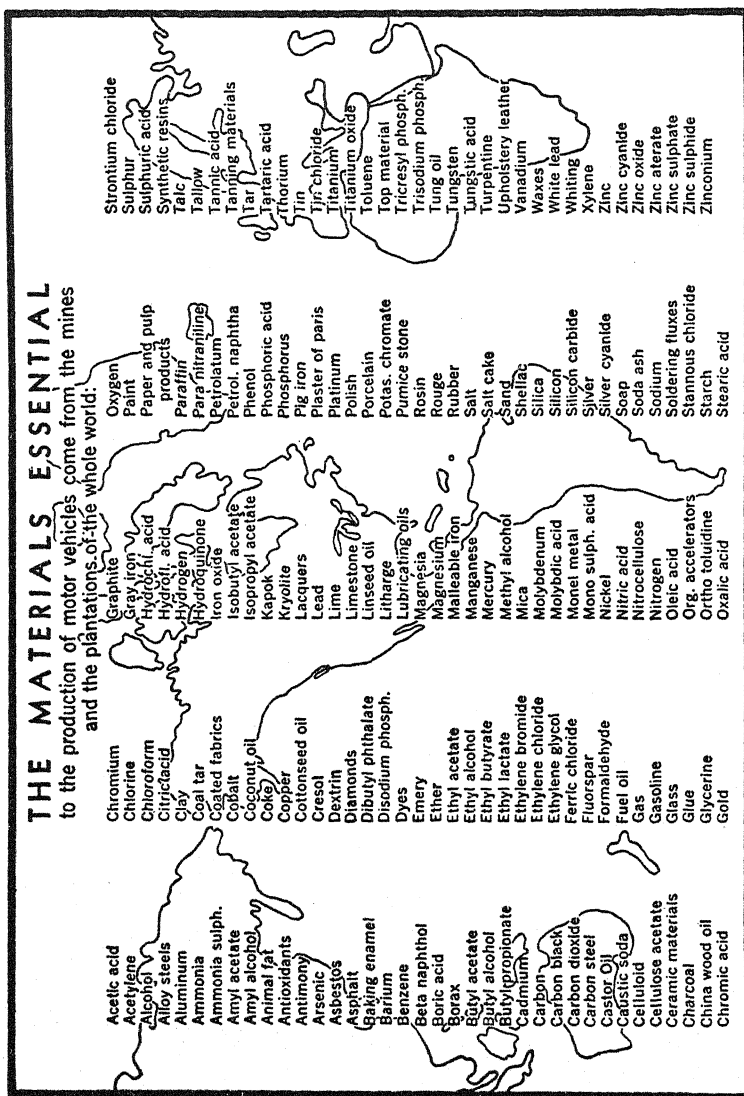 THE MATERIALS ESSENTIAL
to the production of motor vehicles come from the mines
and the plantations of the whole world:
Acetic acid
Acetylene
Alcohol
Alloy steels
Aluminum
Ammonia
Ammonia sulph.
Amyl acetate
Amyl alcohol
Animal fat
Antioxidants
Antimony
Arsenic
Asbestos
Asphalt
Baking enamel
Barium
Benzene
Beta naphthol
Boric acid
Borax
Butyl acetate
Butyl alcohol
Butyl propionate
Cadmium
Carbon
Carbon black
Carbon dioxide
Carbon steel
Castor Oil
Caustic soda
Celluloid
Cellulose acetate
Ceramic materials
Charcoal
China wood oil
Chromic acid
Chromium
Chlorine
Chloroform
Citric acid
Clay
Coal tar
Coated fabrics
Cobalt
Coconut oil
Coke
Copper
Cottonseed oil
Cresol
Dextrin
Diamonds
Dibutyl phthalate
Disodium phosph.
Dyes
Emery
Ether
Ethyl acetate
Ethyl alcohol
Ethyl butyrate
Ethyl lactate
Ethylene bromide
Ethylene chloride
Ethylene glycol
Ferric chloride
Fluorspar
Formaldehyde
Fuel oil
Gas
Gasoline
Glass
Glue
Glycerine
Gold
Graphite
Gray iron
Hydrochl. acid
Hydrofl. acid
Hydrogen
Hydroquinone
Iron oxide
Isobutyl acetate
Isopropyl acetate
Kapok
Kryolite
Lacquers
Lead
Lime
Limestone
Linseed oil
Litharge
Lubricating oils
Magnesia
Magnesium
Malleable iron
Manganese
Mercury
Methyl alcohol
Mica
Molybdenum
Molybdic acid
Monel metal
Mono sulph. acid
Nickel
Nitric acid
Nitrocellulose
Nitrogen
Oleic acid
Org. accelerators
Ortho toluidine
Oxalic acid
Oxygen
Paint
Paper and pulp
products
Paraffin
Para nitraniline
Petrolatum
Petrol. naphtha
Phenol
Phosphoric acid
Phosphorus
Pig iron
Plaster of paris
Platinum
Polish
Porcelain
Potas. chromate
Pumice stone
Rosin
Rouge
Rubber
Salt
Salt cake
Sand
Shellac
Silica
Silicon
Silicon carbide
Silver
Silver cyanide
Soap
Soda ash
Sodium
Soldering fluxes
Stannous chloride
Starch
Stearic acid
Strontium chloride
Sulphur
Sulphuric acid
Synthetic resins
Talc
Tallow
Tannic acid
Tanning materials
Tar
Tartaric acid
Thorium
Tin
Tin chloride
Titanium
Titanium oxide
Toluene
Top material
Tricresyl phosph.
Trisodium phosph.
Tung oil
Tungsten
Tungstic acid
Turpentine
Upholstery leather
Vanadium
Waxes
White lead
Whiting
Xylene
Zinc
Zinc cyanide
Zinc oxide
Zinc aterate
Zinc sulphate
Zinc sulphide
Zinconium